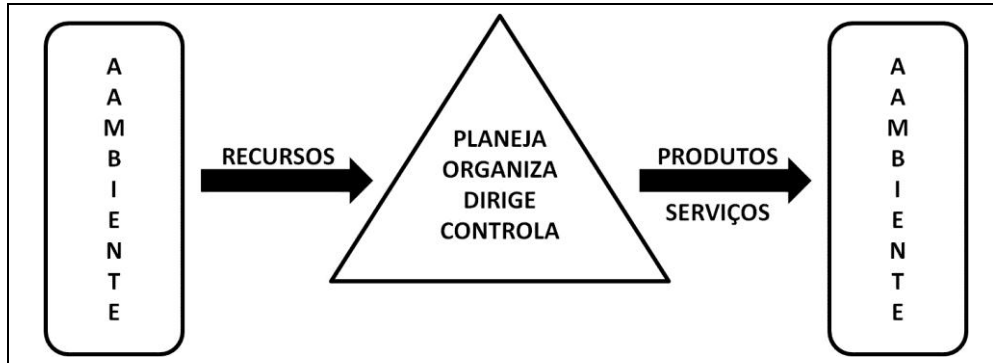 A
A
M
B
I
E
N
T
E
RECURSOS
PLANEJA
ORGANIZA
DIRIGE
CONTROLA
PRODUTOS
SERVIÇOS
A
A
M
B
I
E
N
T
E